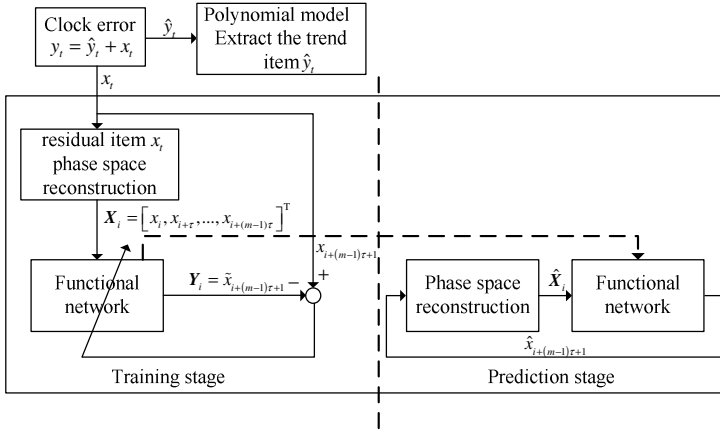 Clock error
y_t = ŷ_t + x_t
ŷ_t
Polynomial model
Extract the trend
item ŷ_t
x_t
residual item x_t
phase space
reconstruction
X_i = [x_i, x_{i+τ}, ..., x_{i+(m−1)τ}]^T
x_{i+(m−1)τ+1}
Functional
network
Y_i = x̃_{i+(m−1)τ+1}
−
+
Phase space
reconstruction
X̂_i
Functional
network
x̂_{i+(m−1)τ+1}
Training stage
Prediction stage